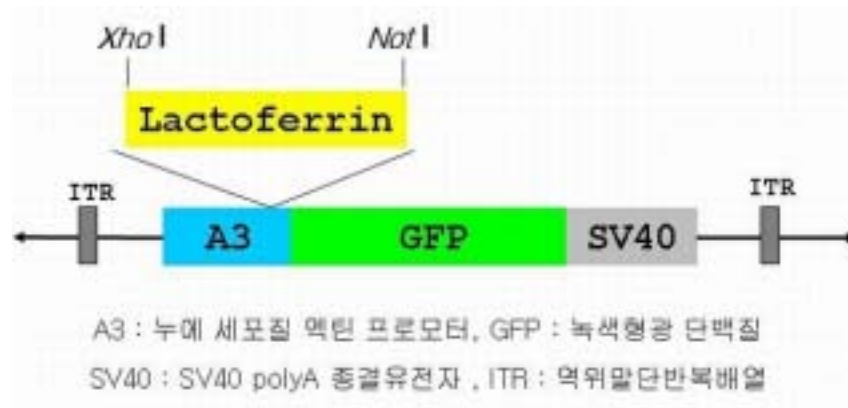 Xho I Not I
Lactoferrin
ITR ITR
A3 GFP SV40
A3 : 누에 세포질 액틴 프로모터, GFP : 녹색형광 단백질
SV40 : SV40 polyA 종결유전자 , ITR : 역위말단반복배열